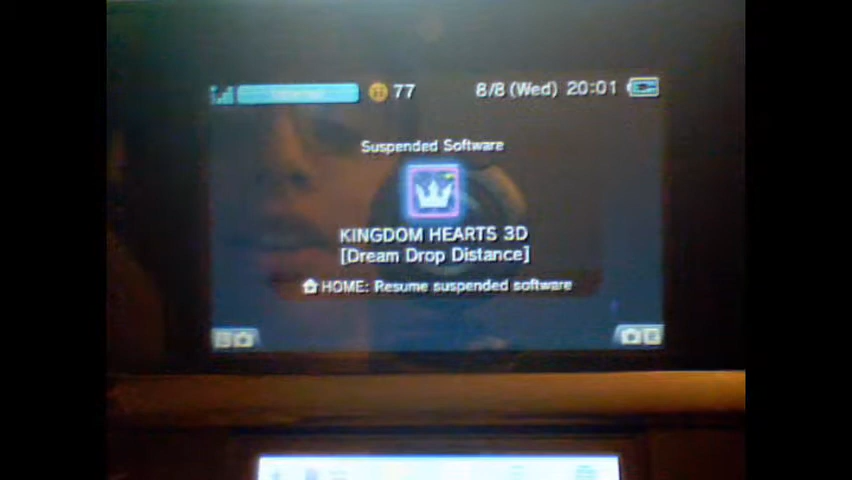 77 8/8 (Wed) 20:01
Suspended Software
KINGDOM HEARTS 3D
[Dream Drop Distance]
HOME: Resume suspended software